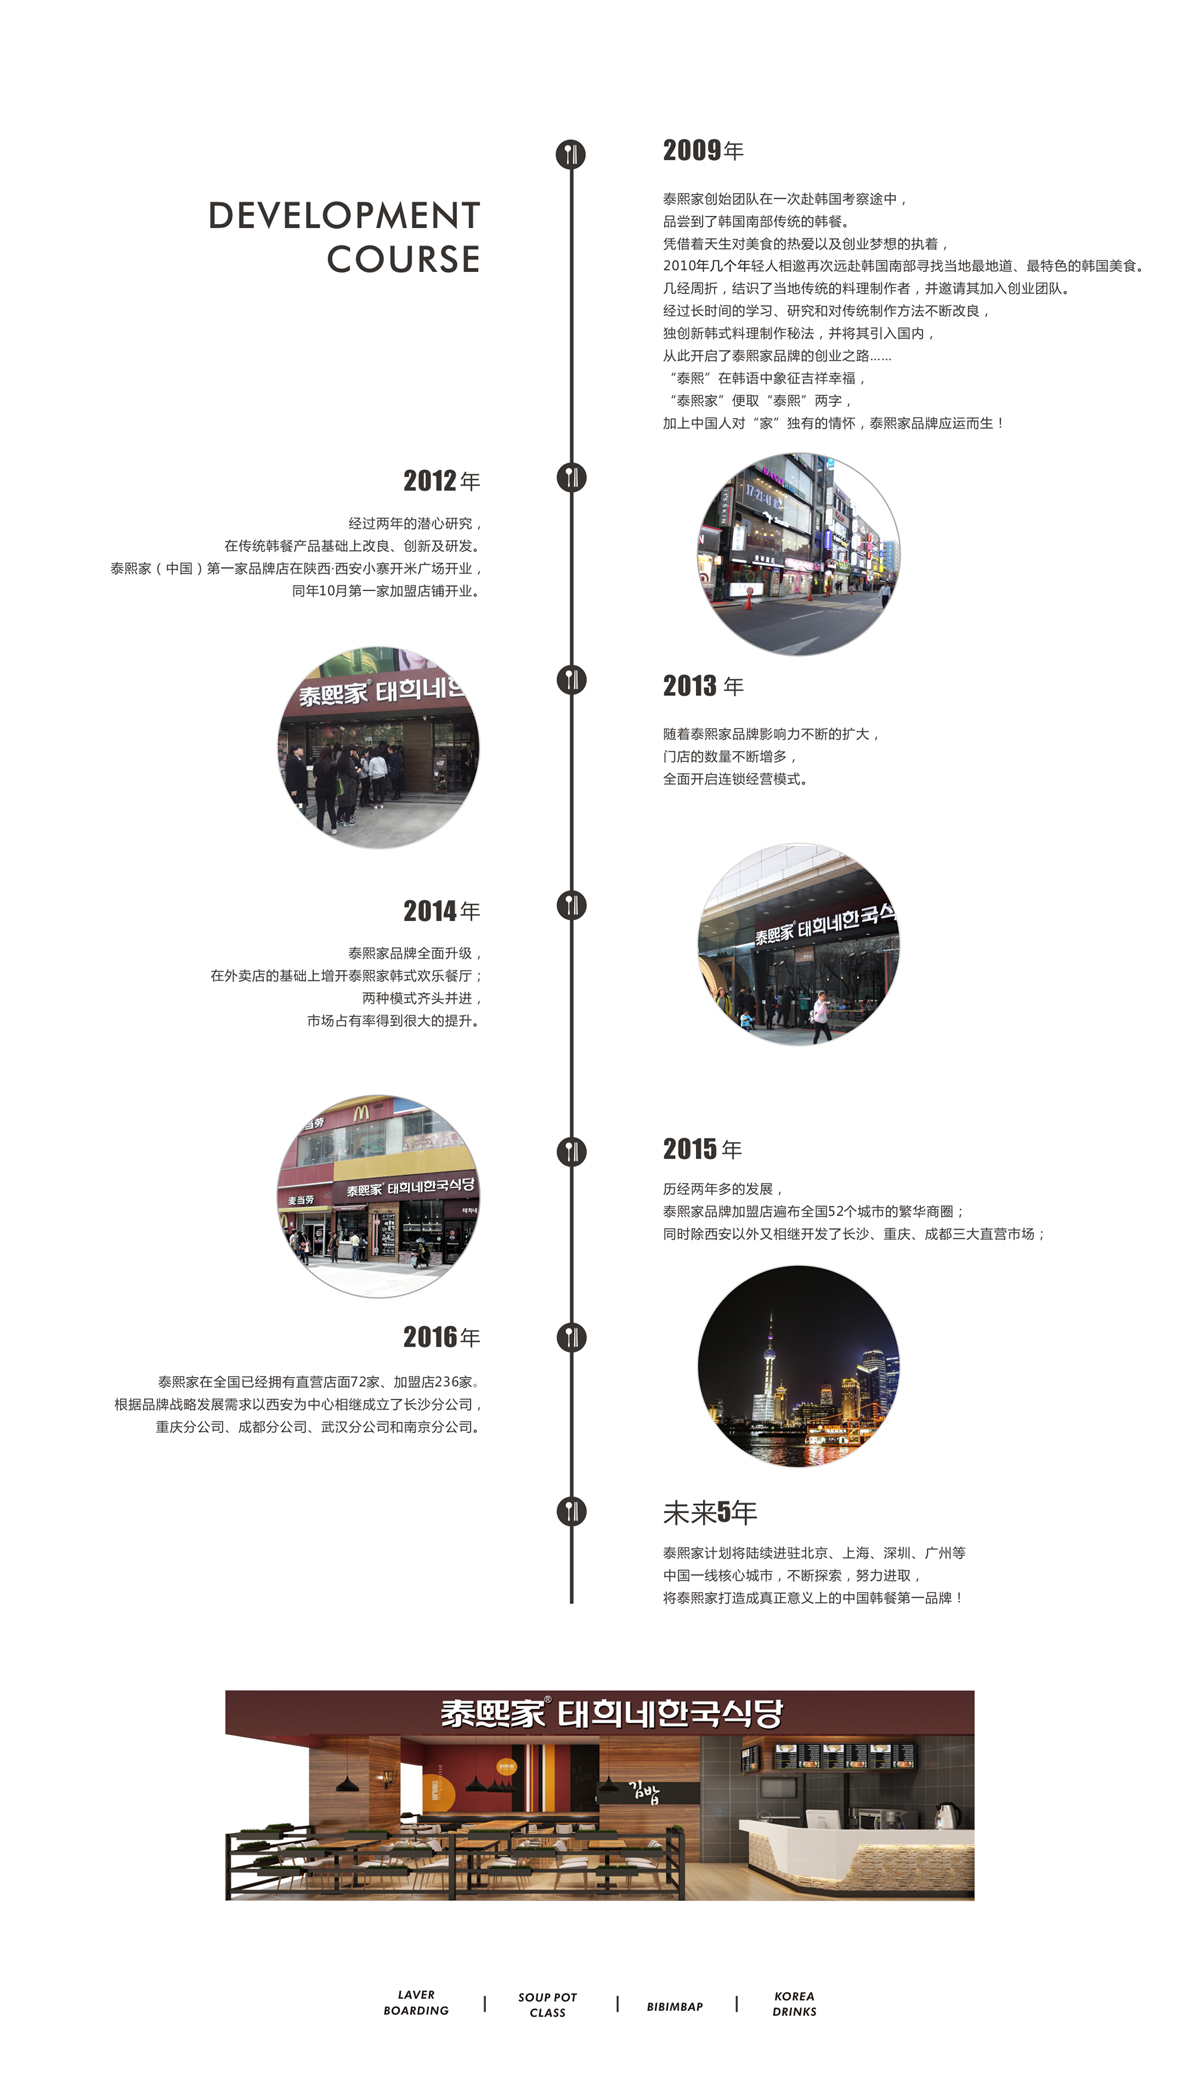 DEVELOPMENT
COURSE
2009年
泰熙家创始团队在一次赴韩国考察途中，
品尝到了韩国南部传统的韩餐。
凭借着天生对美食的热爱以及创业梦想的执着，
2010年几个年轻人相邀再次远赴韩国南部寻找当地最地道、最特色的韩国美食。
几经周折，结识了当地传统的料理制作者，并邀请其加入创业团队。
经过长时间的学习、研究和对传统制作方法不断改良，
独创新韩式料理制作秘法，并将其引入国内，
从此开启了泰熙家品牌的创业之路......
“泰熙”在韩语中象征吉祥幸福，
“泰熙家”便取“泰熙”两字，
加上中国人对“家”独有的情怀，泰熙家品牌应运而生！
17:21:41
2012年
经过两年的潜心研究，
在传统韩餐产品基础上改良、创新及研发。
泰熙家（中国）第一家品牌店在陕西·西安小寨开米广场开业，
同年10月第一家加盟店铺开业。
泰熙家® 태희네한
2013 年
随着泰熙家品牌影响力不断的扩大，
门店的数量不断增多，
全面开启连锁经营模式。
泰熙家 태희네한국식
2014年
泰熙家品牌全面升级，
在外卖店的基础上增开泰熙家韩式欢乐餐厅；
两种模式齐头并进，
市场占有率得到很大的提升。
当劳
麦当劳
泰熙家 태희네한국식당
태희네
2015 年
历经两年多的发展，
泰熙家品牌加盟店遍布全国52个城市的繁华商圈；
同时除西安以外又相继开发了长沙、重庆、成都三大直营市场；
2016年
泰熙家在全国已经拥有直营店面72家、加盟店236家。
根据品牌战略发展需求以西安为中心相继成立了长沙分公司，
重庆分公司、成都分公司、武汉分公司和南京分公司。
未来5年
泰熙家计划将陆续进驻北京、上海、深圳、广州等
中国一线核心城市，不断探索，努力进取，
将泰熙家打造成真正意义上的中国韩餐第一品牌！
泰熙家® 태희네한국식당
김밥
LAVER
BOARDING
SOUP POT
CLASS
BIBIMBAP
KOREA
DRINKS